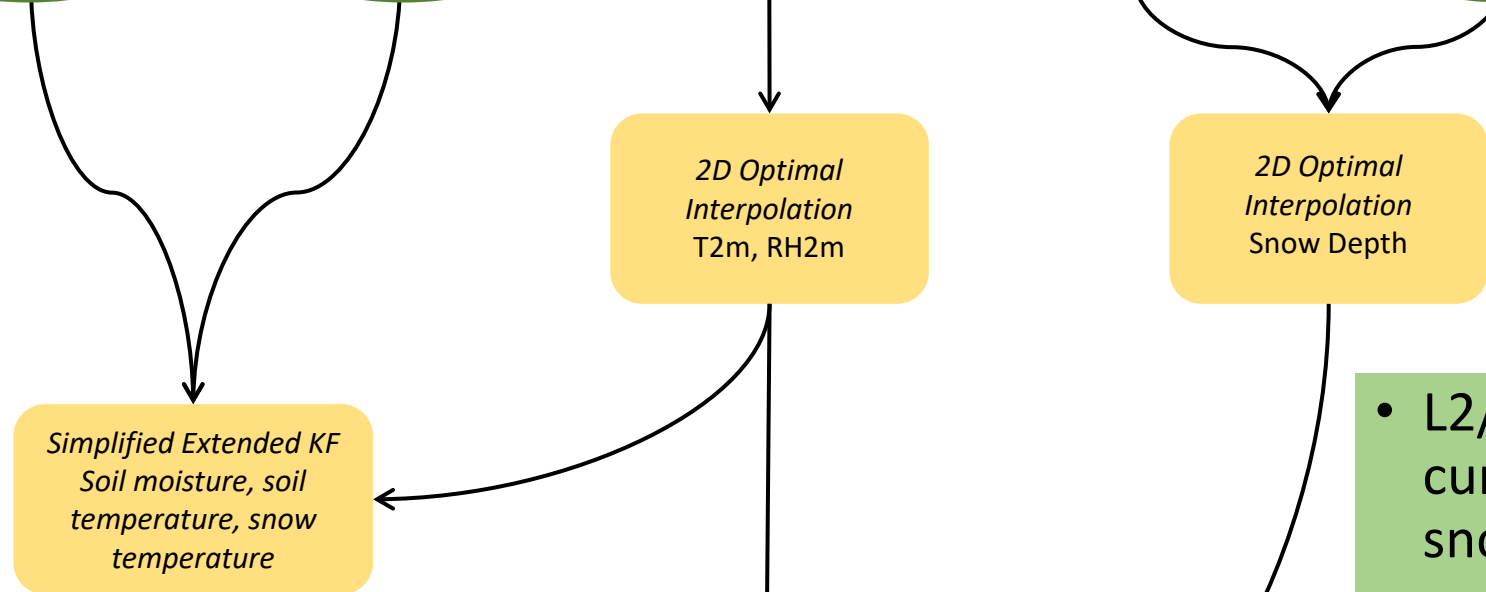 2D Optimal
Interpolation
T2m, RH2m
2D Optimal
Interpolation
Snow Depth
Simplified Extended KF
Soil moisture, soil
temperature, snow
temperature
• L2/